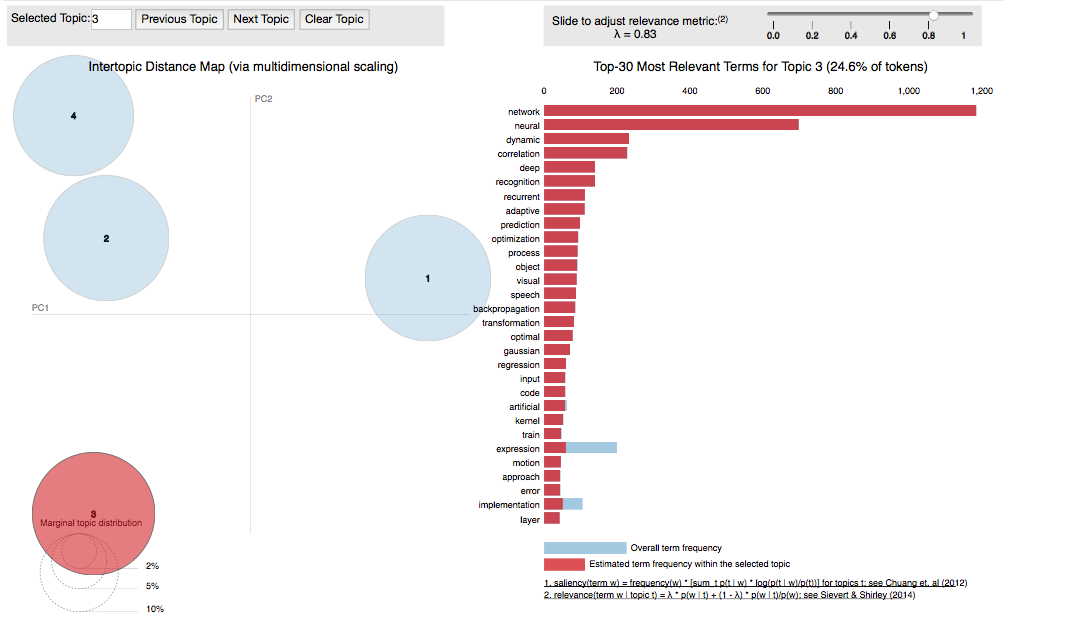 Selected Topic: 3 Previous Topic Next Topic Clear Topic
Slide to adjust relevance metric:(2)
λ = 0.83
0.0 0.2 0.4 0.6 0.8 1
Intertopic Distance Map (via multidimensional scaling)
PC2
4
2
1
PC1
3
Marginal topic distribution
2%
5%
10%
Top-30 Most Relevant Terms for Topic 3 (24.6% of tokens)
0 200 400 600 800 1,000 1,200
network
neural
dynamic
correlation
deep
recognition
recurrent
adaptive
prediction
optimization
process
object
visual
speech
backpropagation
transformation
optimal
gaussian
regression
input
code
artificial
kernel
train
expression
motion
approach
error
implementation
layer
Overall term frequency
Estimated term frequency within the selected topic
1. saliency(term w) = frequency(w) * [sum_t p(t | w) * log(p(t | w)/p(t))] for topics t; see Chuang et. al (2012)
2. relevance(term w | topic t) = λ * p(w | t) + (1 - λ) * p(w | t)/p(w); see Sievert & Shirley (2014)